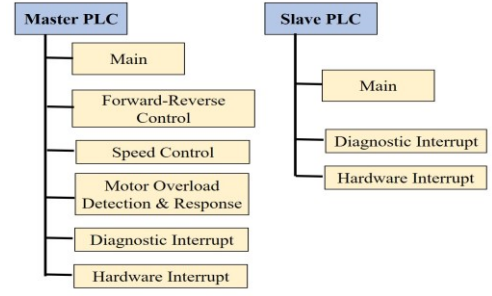 Master PLC
Main
Forward-Reverse
Control
Speed Control
Motor Overload
Detection & Response
Diagnostic Interrupt
Hardware Interrupt
Slave PLC
Main
Diagnostic Interrupt
Hardware Interrupt